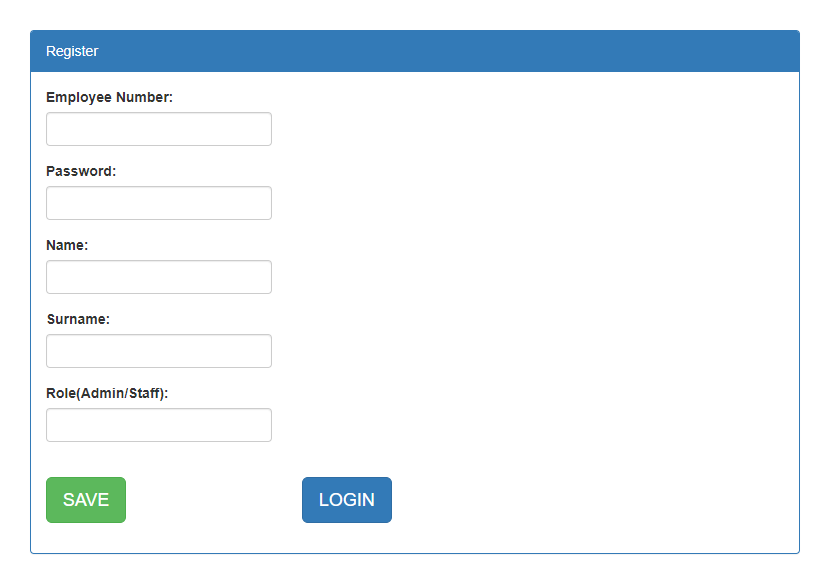 Register
Employee Number:
Password:
Name:
Surname:
Role(Admin/Staff):
SAVE LOGIN